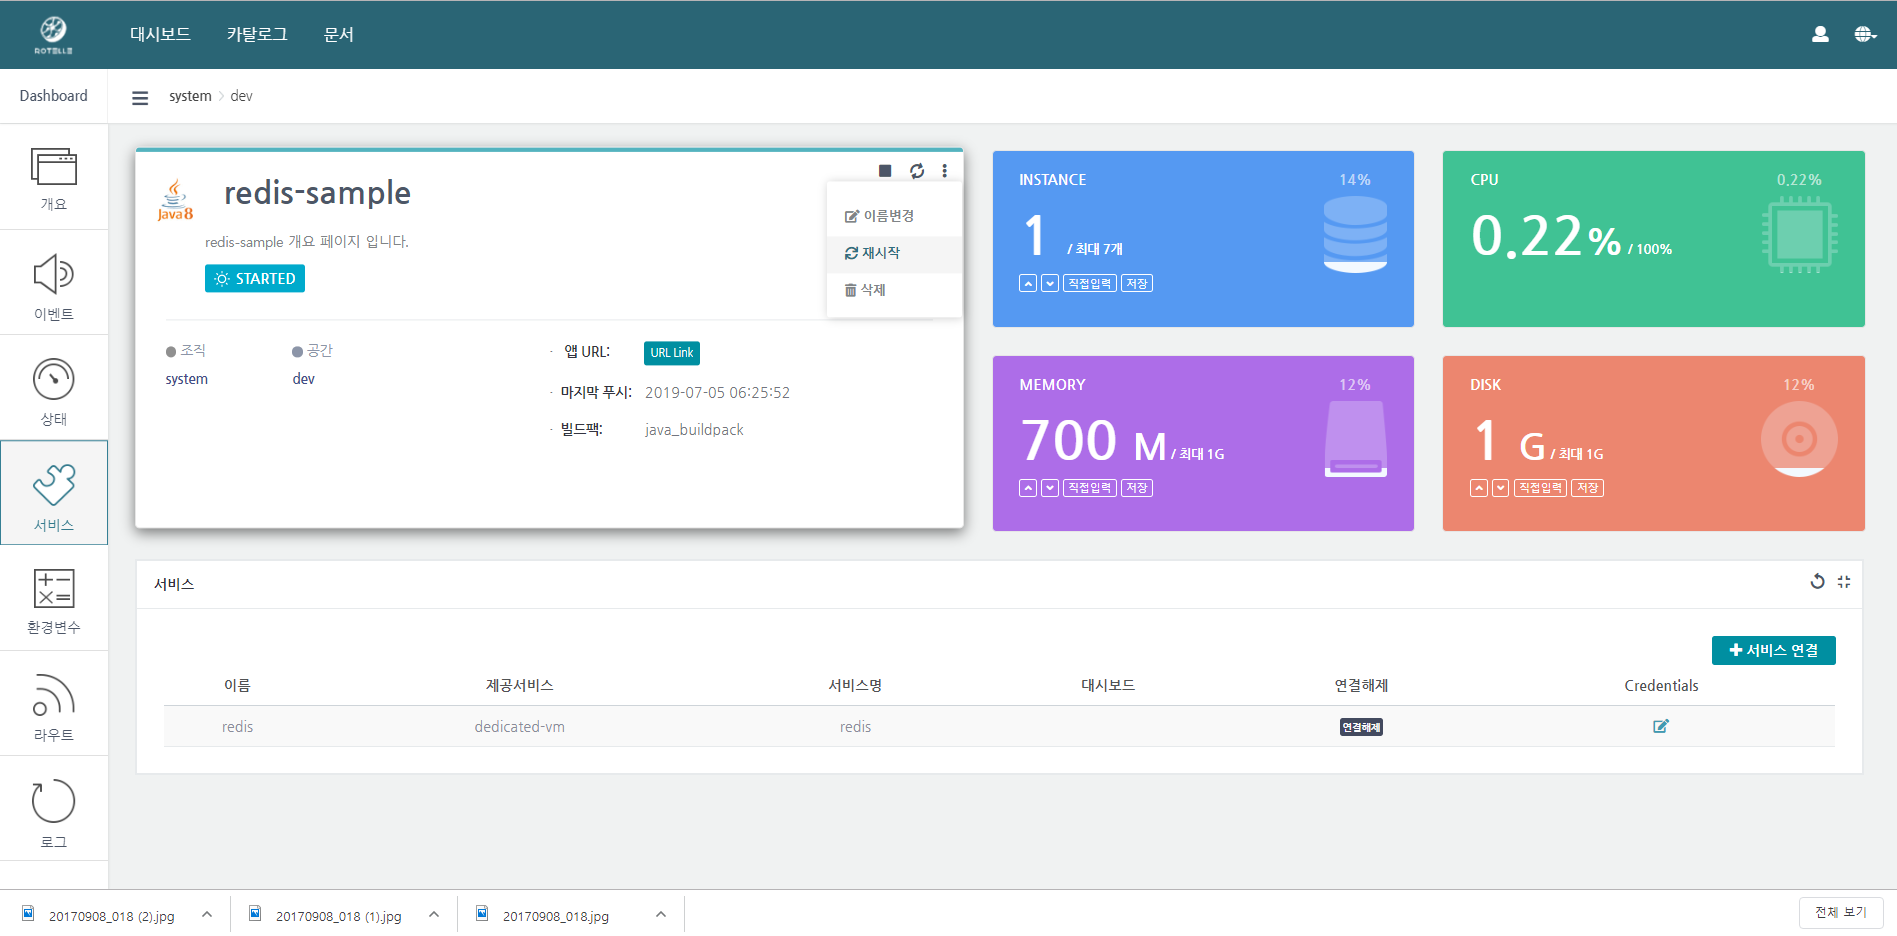 ROTELLE
대시보드 카탈로그 문서
Dashboard
system dev
개요
이벤트
상태
서비스
환경변수
라우트
로그
Java8
redis-sample
redis-sample 개요 페이지 입니다.
STARTED
이름변경
재시작
삭제
조직 공간
system dev
· 앱 URL: URL Link
· 마지막 푸시: 2019-07-05 06:25:52
· 빌드팩: java_buildpack
INSTANCE 14%
1 / 최대 7개
직접입력 저장
CPU 0.22%
0.22% / 100%
MEMORY 12%
700 M / 최대 1G
직접입력 저장
DISK 12%
1 G / 최대 1G
직접입력 저장
서비스
서비스 연결
이름 제공서비스 서비스명 대시보드 연결해제 Credentials
redis dedicated-vm redis 연결해제
20170908_018 (2).jpg 20170908_018 (1).jpg 20170908_018.jpg 전체 보기